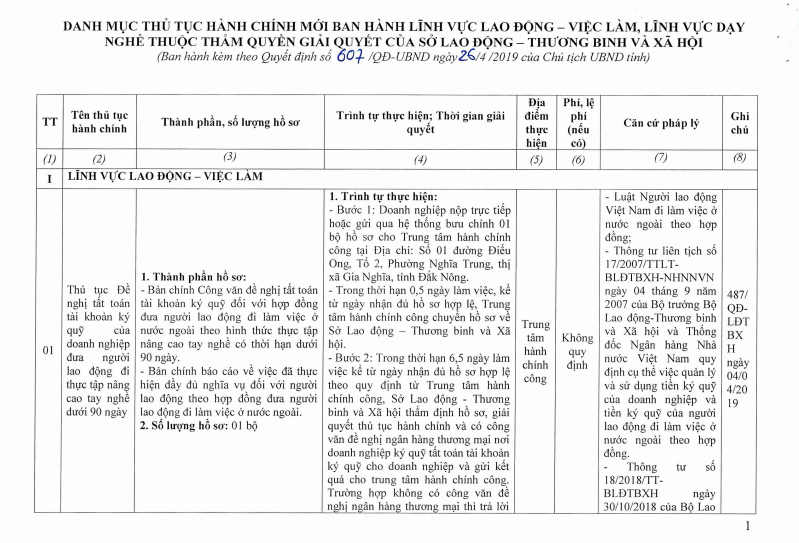 DANH MỤC THỦ TỤC HÀNH CHÍNH MỚI BAN HÀNH LĨNH VỰC LAO ĐỘNG – VIỆC LÀM, LĨNH VỰC DẠY
NGHỀ THUỘC THẨM QUYỀN GIẢI QUYẾT CỦA SỞ LAO ĐỘNG – THƯƠNG BINH VÀ XÃ HỘI
(Ban hành kèm theo Quyết định số 607/QĐ-UBND ngày 26/4/2019 của Chủ tịch UBND tỉnh)
TT
Tên thủ tục
hành chính
Thành phần, số lượng hồ sơ
Trình tự thực hiện; Thời gian giải
quyết
Địa
điểm
thực
hiện
Phí, lệ
phí
(nếu
có)
Căn cứ pháp lý
Ghi
chú
(1)
(2)
(3)
(4)
(5)
(6)
(7)
(8)
I
LĨNH VỰC LAO ĐỘNG – VIỆC LÀM
01
Thủ tục Đề
nghị tất toán
tài khoản ký
quỹ của
doanh nghiệp
đưa người
lao động đi
thực tập nâng
cao tay nghề
dưới 90 ngày
1. Thành phần hồ sơ:
- Bản chính Công văn đề nghị tất toán
tài khoản ký quỹ đối với hợp đồng
đưa người lao động đi làm việc ở
nước ngoài theo hình thức thực tập
nâng cao tay nghề có thời hạn dưới
90 ngày.
- Bản chính báo cáo về việc đã thực
hiện đầy đủ nghĩa vụ đối với người
lao động theo hợp đồng đưa người
lao động đi làm việc ở nước ngoài.
2. Số lượng hồ sơ: 01 bộ
1. Trình tự thực hiện:
- Bước 1: Doanh nghiệp nộp trực tiếp
hoặc gửi qua hệ thống bưu chính 01
bộ hồ sơ cho Trung tâm hành chính
công tại Địa chỉ: Số 01 đường Điểu
Ong, Tổ 2, Phường Nghĩa Trung, thị
xã Gia Nghĩa, tỉnh Đắk Nông.
- Trong thời hạn 0,5 ngày làm việc, kể
từ ngày nhận đủ hồ sơ hợp lệ, Trung
tâm hành chính công chuyển hồ sơ về
Sở Lao động – Thương binh và Xã
hội.
- Bước 2: Trong thời hạn 6,5 ngày làm
việc kể từ ngày nhận đủ hồ sơ hợp lệ
theo quy định từ Trung tâm hành
chính công, Sở Lao động - Thương
binh và Xã hội thẩm định hồ sơ, giải
quyết thủ tục hành chính và có công
văn đề nghị ngân hàng thương mại nơi
doanh nghiệp ký quỹ tất toán tài khoản
ký quỹ cho doanh nghiệp và gửi kết
quả cho trung tâm hành chính công.
Trường hợp không có công văn đề
nghị ngân hàng thương mại thì trả lời
Trung
tâm
hành
chính
công
Không
quy
định
- Luật Người lao động
Việt Nam đi làm việc ở
nước ngoài theo hợp
đồng;
- Thông tư liên tịch số
17/2007/TTLT-
BLĐTBXH-NHNNVN
ngày 04 tháng 9 năm
2007 của Bộ trưởng Bộ
Lao động-Thương binh
và Xã hội và Thống
đốc Ngân hàng Nhà
nước Việt Nam quy
định cụ thể việc quản lý
và sử dụng tiền ký quỹ
của doanh nghiệp và
tiền ký quỹ của người
lao động đi làm việc ở
nước ngoài theo hợp
đồng.
- Thông tư số
18/2018/TT-
BLĐTBXH ngày
30/10/2018 của Bộ Lao
487/
QĐ-
LĐT
BX
H
ngày
04/0
4/20
19
1